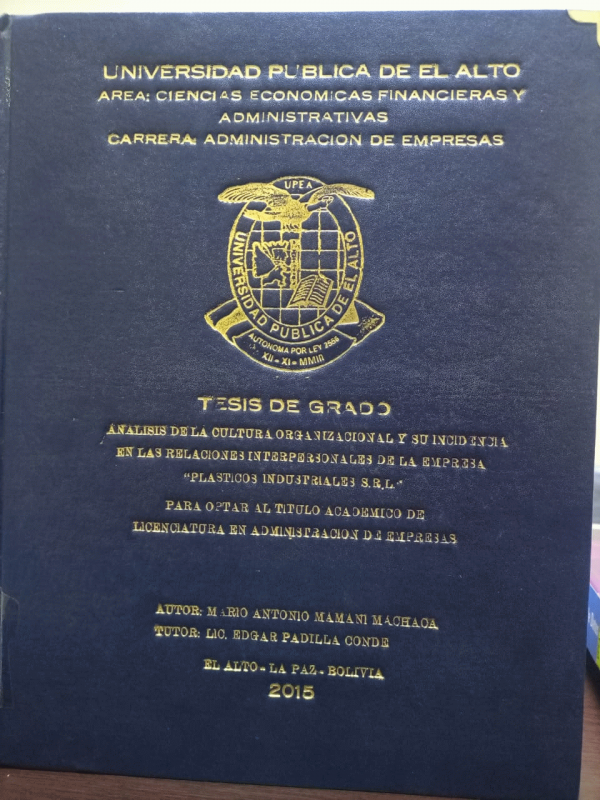 UNIVERSIDAD PUBLICA DE EL ALTO
AREA: CIENCIAS ECONOMICAS FINANCIERAS Y
ADMINISTRATIVAS
CARRERA: ADMINISTRACION DE EMPRESAS
UPEA
UNIVERSIDAD PUBLICA DE EL ALTO
AUTONOMA POR LEY 2556
XII - XI - MMIII
TESIS DE GRADO
ANALISIS DE LA CULTURA ORGANIZACIONAL Y SU INCIDENCIA
EN LAS RELACIONES INTERPERSONALES DE LA EMPRESA
"PLASTICOS INDUSTRIALES S.R.L."
PARA OPTAR AL TITULO ACADEMICO DE
LICENCIATURA EN ADMINISTRACION DE EMPRESAS
AUTOR: MARIO ANTONIO MAMANI MACHACA
TUTOR: LIC. EDGAR PADILLA CONDE
EL ALTO - LA PAZ - BOLIVIA
2015